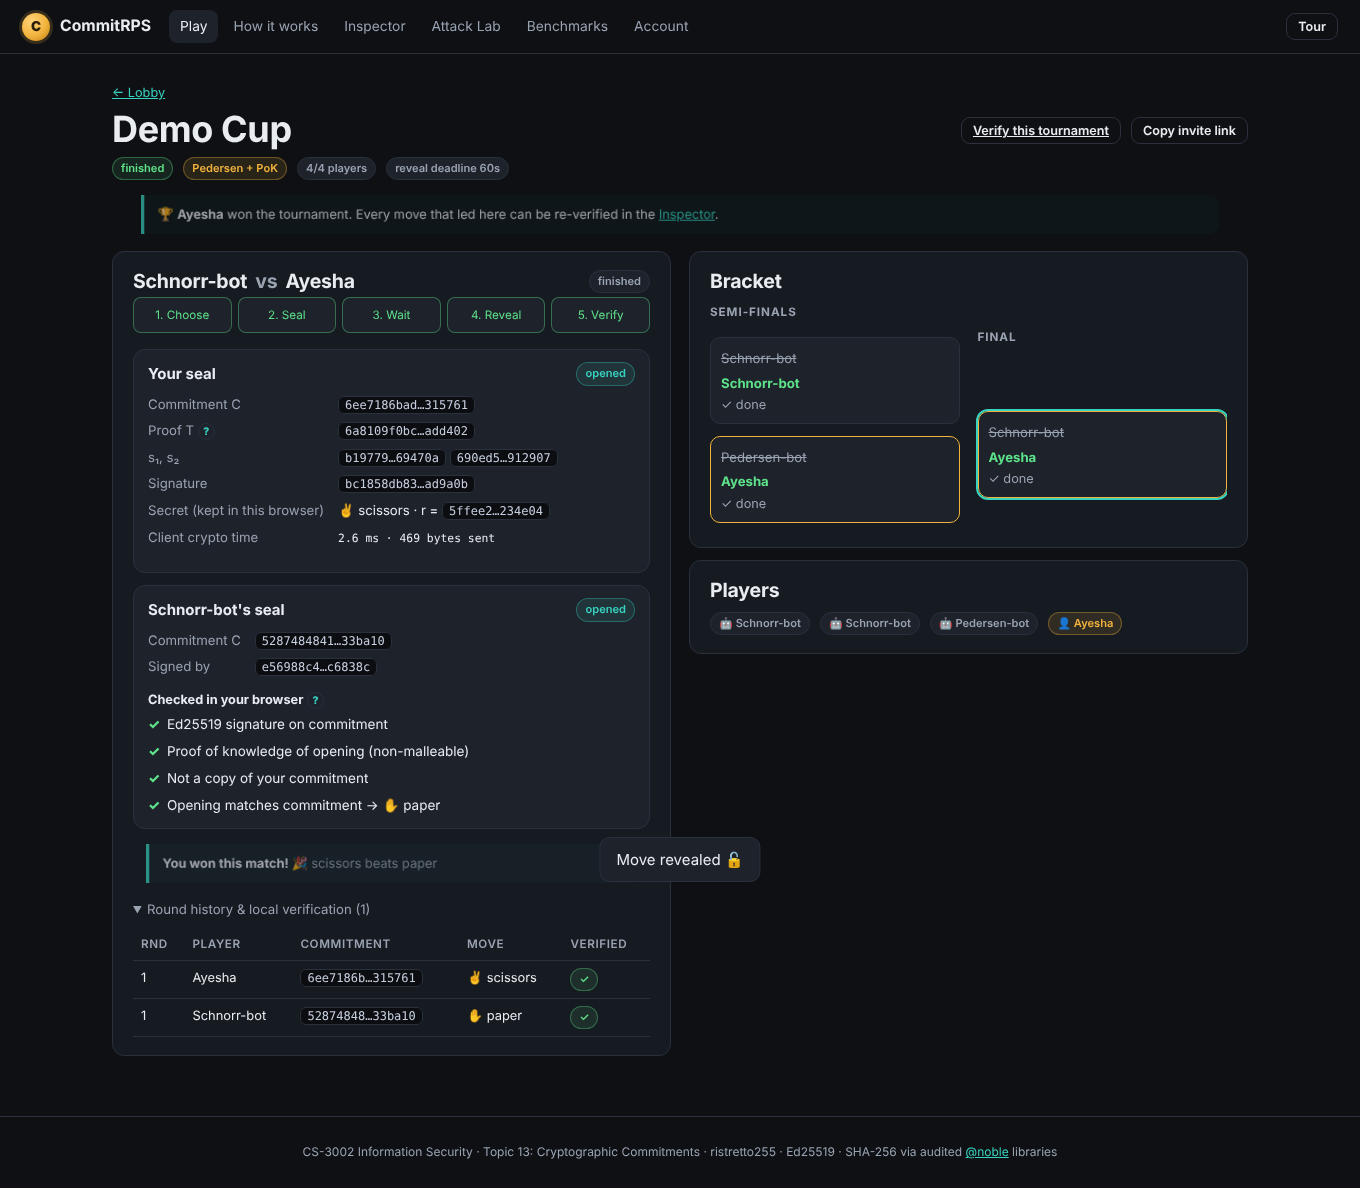 C CommitRPS Play How it works Inspector Attack Lab Benchmarks Account Tour
← Lobby
Demo Cup
Verify this tournament Copy invite link
finished Pedersen + PoK 4/4 players reveal deadline 60s
🏆 Ayesha won the tournament. Every move that led here can be re-verified in the Inspector.
Schnorr-bot vs Ayesha finished
1. Choose 2. Seal 3. Wait 4. Reveal 5. Verify
Your seal opened
Commitment C 6ee7186bad…315761
Proof T ? 6a8109f0bc…add402
s₁, s₂ b19779…69470a 690ed5…912907
Signature bc1858db83…ad9a0b
Secret (kept in this browser) ✌ scissors · r = 5ffee2…234e04
Client crypto time 2.6 ms · 469 bytes sent
Schnorr-bot's seal opened
Commitment C 5287484841…33ba10
Signed by e56988c4…c6838c
Checked in your browser ?
✓ Ed25519 signature on commitment
✓ Proof of knowledge of opening (non-malleable)
✓ Not a copy of your commitment
✓ Opening matches commitment → ✋ paper
You won this match! 🎉 scissors beats paper
Move revealed 🔓
▼ Round history & local verification (1)
RND PLAYER COMMITMENT MOVE VERIFIED
1 Ayesha 6ee7186b…315761 ✌ scissors ✓
1 Schnorr-bot 52874848…33ba10 ✋ paper ✓
Bracket
SEMI-FINALS
Schnorr-bot
Schnorr-bot
✓ done
Pedersen-bot
Ayesha
✓ done
FINAL
Schnorr-bot
Ayesha
✓ done
Players
🤖 Schnorr-bot 🤖 Schnorr-bot 🤖 Pedersen-bot 👤 Ayesha
CS-3002 Information Security · Topic 13: Cryptographic Commitments · ristretto255 · Ed25519 · SHA-256 via audited @noble libraries